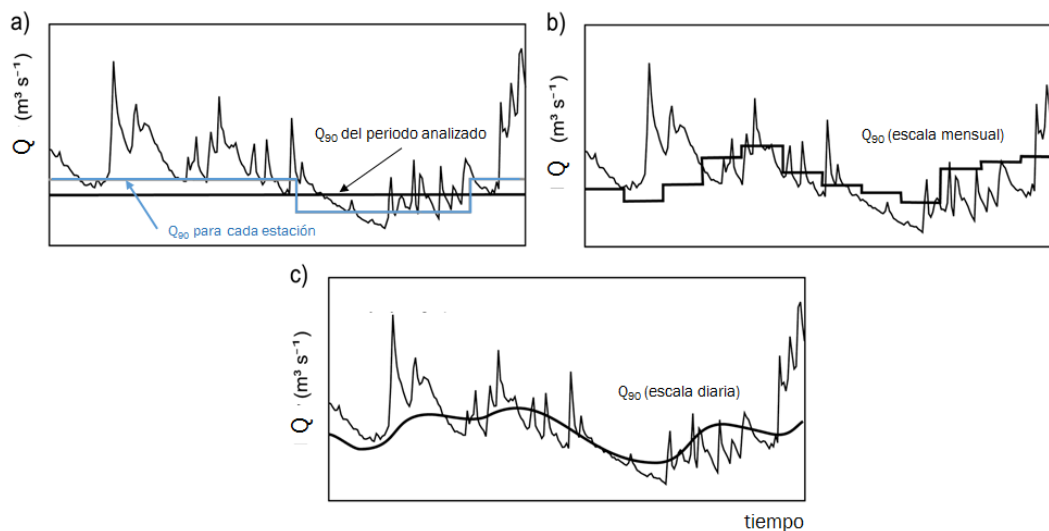 a)
Q (m³ s⁻¹)
Q₉₀ del periodo analizado
Q₉₀ para cada estación
b)
Q (m³ s⁻¹)
Q₉₀ (escala mensual)
c)
Q (m³ s⁻¹)
Q₉₀ (escala diaria)
tiempo